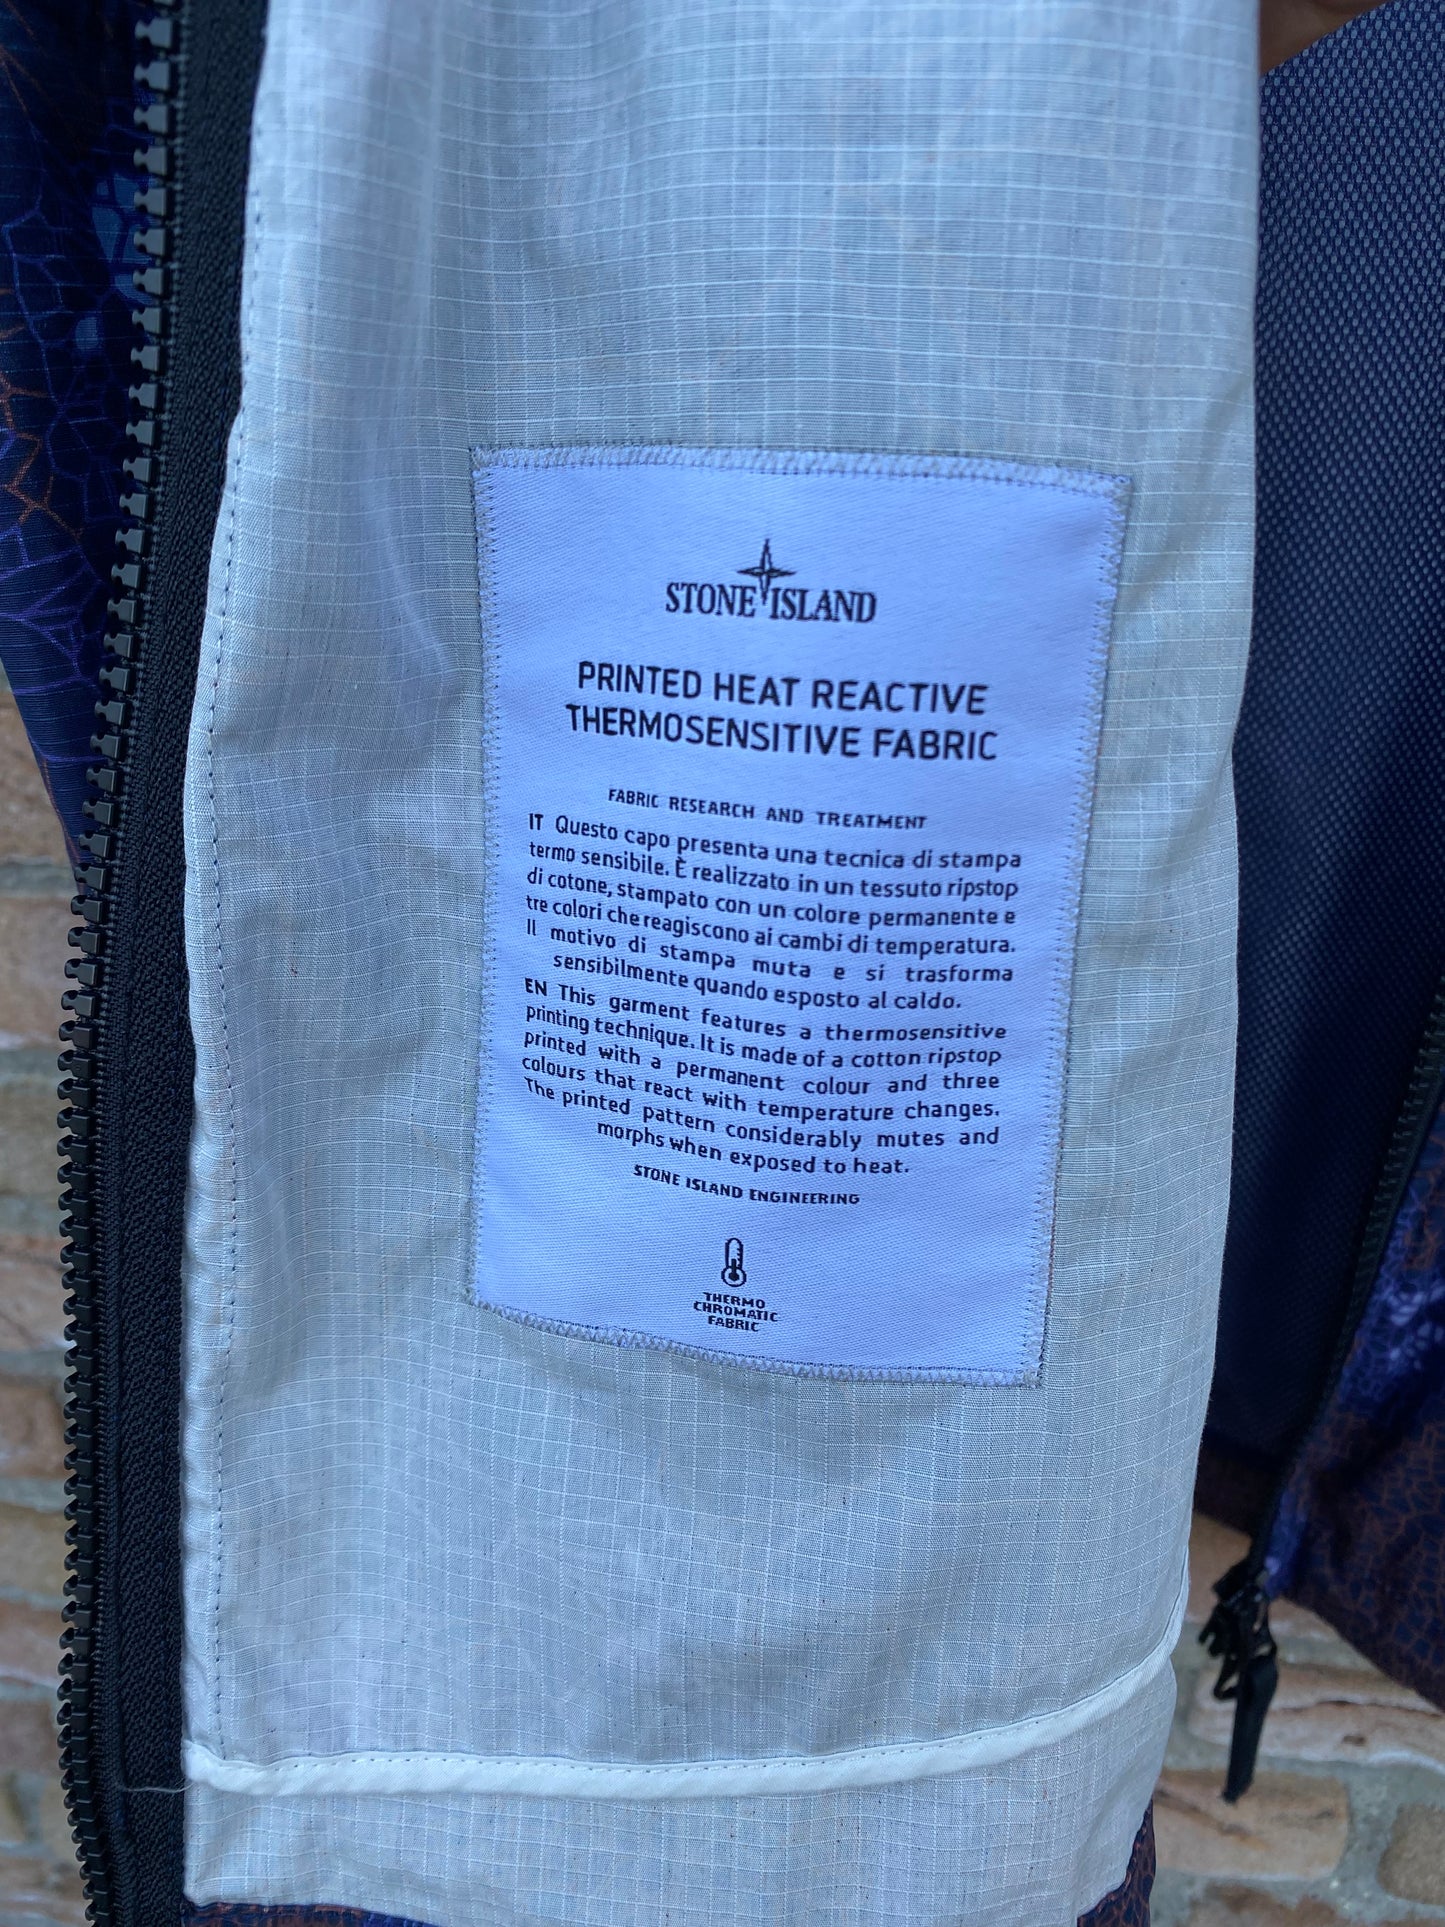 STONE ISLAND
PRINTED HEAT REACTIVE
THERMOSENSITIVE FABRIC
FABRIC RESEARCH AND TREATMENT
IT Questo capo presenta una tecnica di stampa
termo sensibile. È realizzato in un tessuto ripstop
di cotone, stampato con un colore permanente e
tre colori che reagiscono ai cambi di temperatura.
Il motivo di stampa muta e si trasforma
sensibilmente quando esposto al caldo.
EN This garment features a thermosensitive
printing technique. It is made of a cotton ripstop
printed with a permanent colour and three
colours that react with temperature changes.
The printed pattern considerably mutes and
morphs when exposed to heat.
STONE ISLAND ENGINEERING
THERMO
CHROMATIC
FABRIC